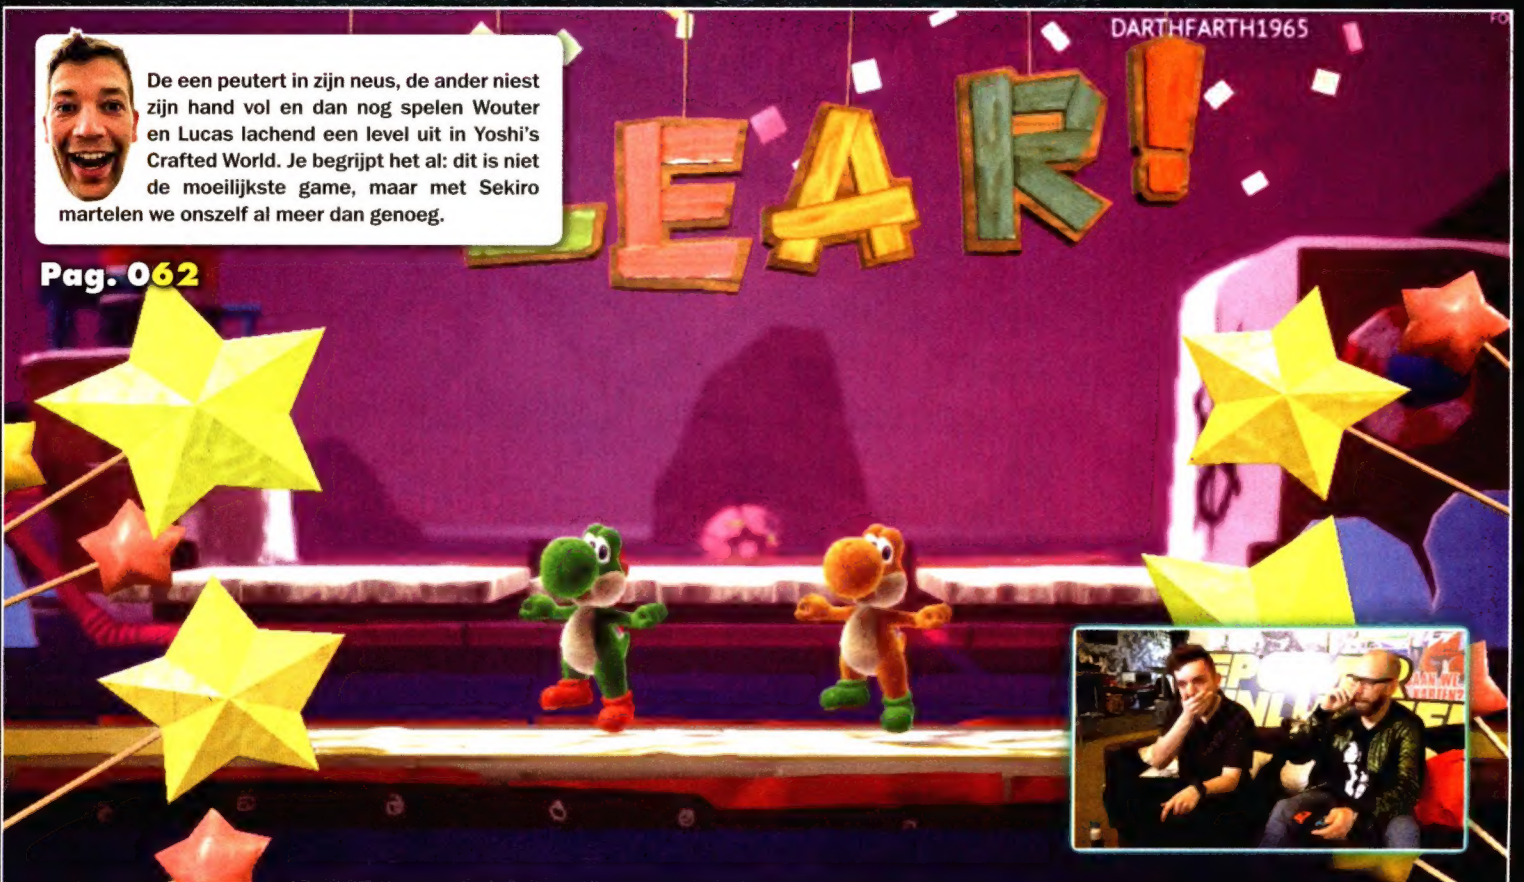 DARTHFARTH1965
FO
De een peutert in zijn neus, de ander niest
zijn hand vol en dan nog spelen Wouter
en Lucas lachend een level uit in Yoshi's
Crafted World. Je begrijpt het al: dit is niet
de moeilijkste game, maar met Sekiro
martelen we onszelf al meer dan genoeg.
LEAR!
Pag. 062